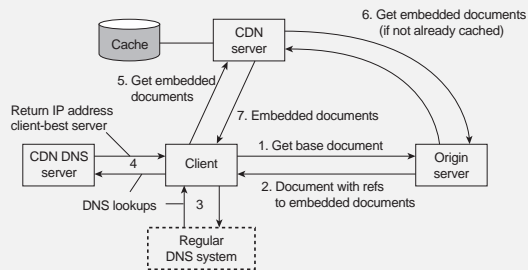 6. Get embedded documents
(if not already cached)
CDN
server
Cache
5. Get embedded
documents
7. Embedded documents
Return IP address
client-best server
1. Get base document
CDN DNS
server
4
Client
Origin
server
2. Document with refs
to embedded documents
DNS lookups
3
Regular
DNS system